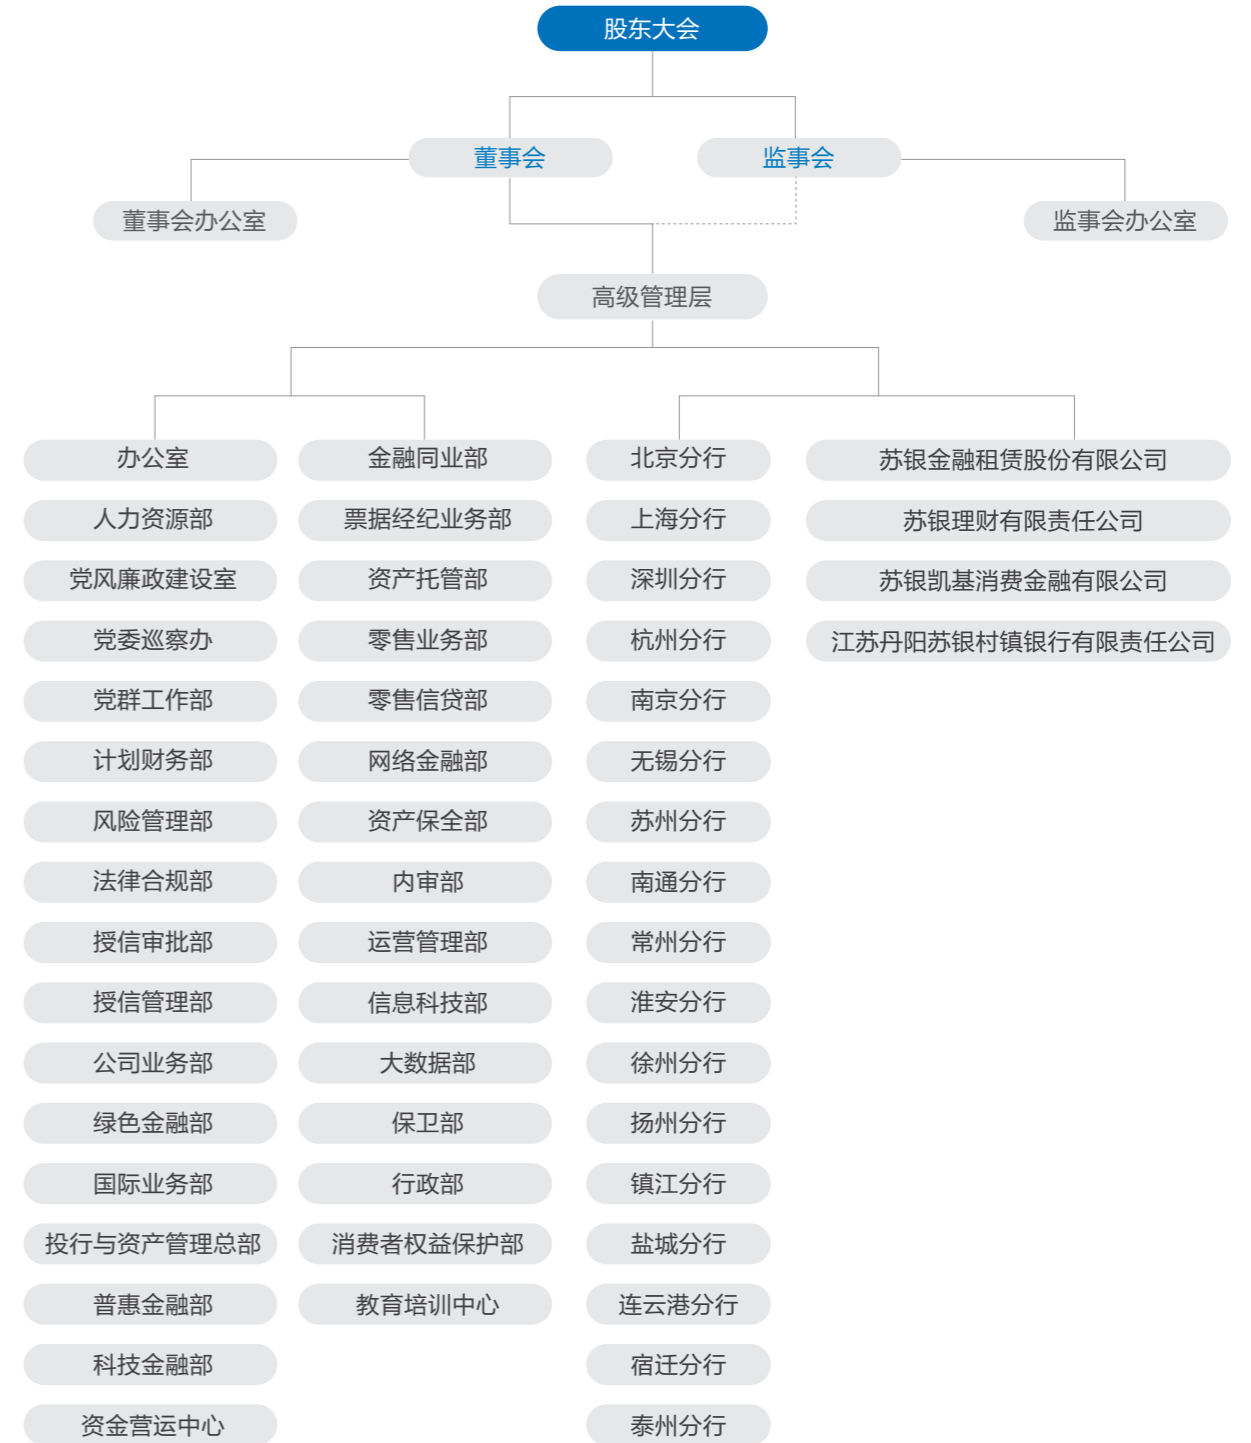 股东大会
董事会
监事会
董事会办公室
监事会办公室
高级管理层
办公室
人力资源部
党风廉政建设室
党委巡察办
党群工作部
计划财务部
风险管理部
法律合规部
授信审批部
授信管理部
公司业务部
绿色金融部
国际业务部
投行与资产管理总部
普惠金融部
科技金融部
资金营运中心
金融同业部
票据经纪业务部
资产托管部
零售业务部
零售信贷部
网络金融部
资产保全部
内审部
运营管理部
信息科技部
大数据部
保卫部
行政部
消费者权益保护部
教育培训中心
北京分行
上海分行
深圳分行
杭州分行
南京分行
无锡分行
苏州分行
南通分行
常州分行
淮安分行
徐州分行
扬州分行
镇江分行
盐城分行
连云港分行
宿迁分行
泰州分行
苏银金融租赁股份有限公司
苏银理财有限责任公司
苏银凯基消费金融有限公司
江苏丹阳苏银村镇银行有限责任公司